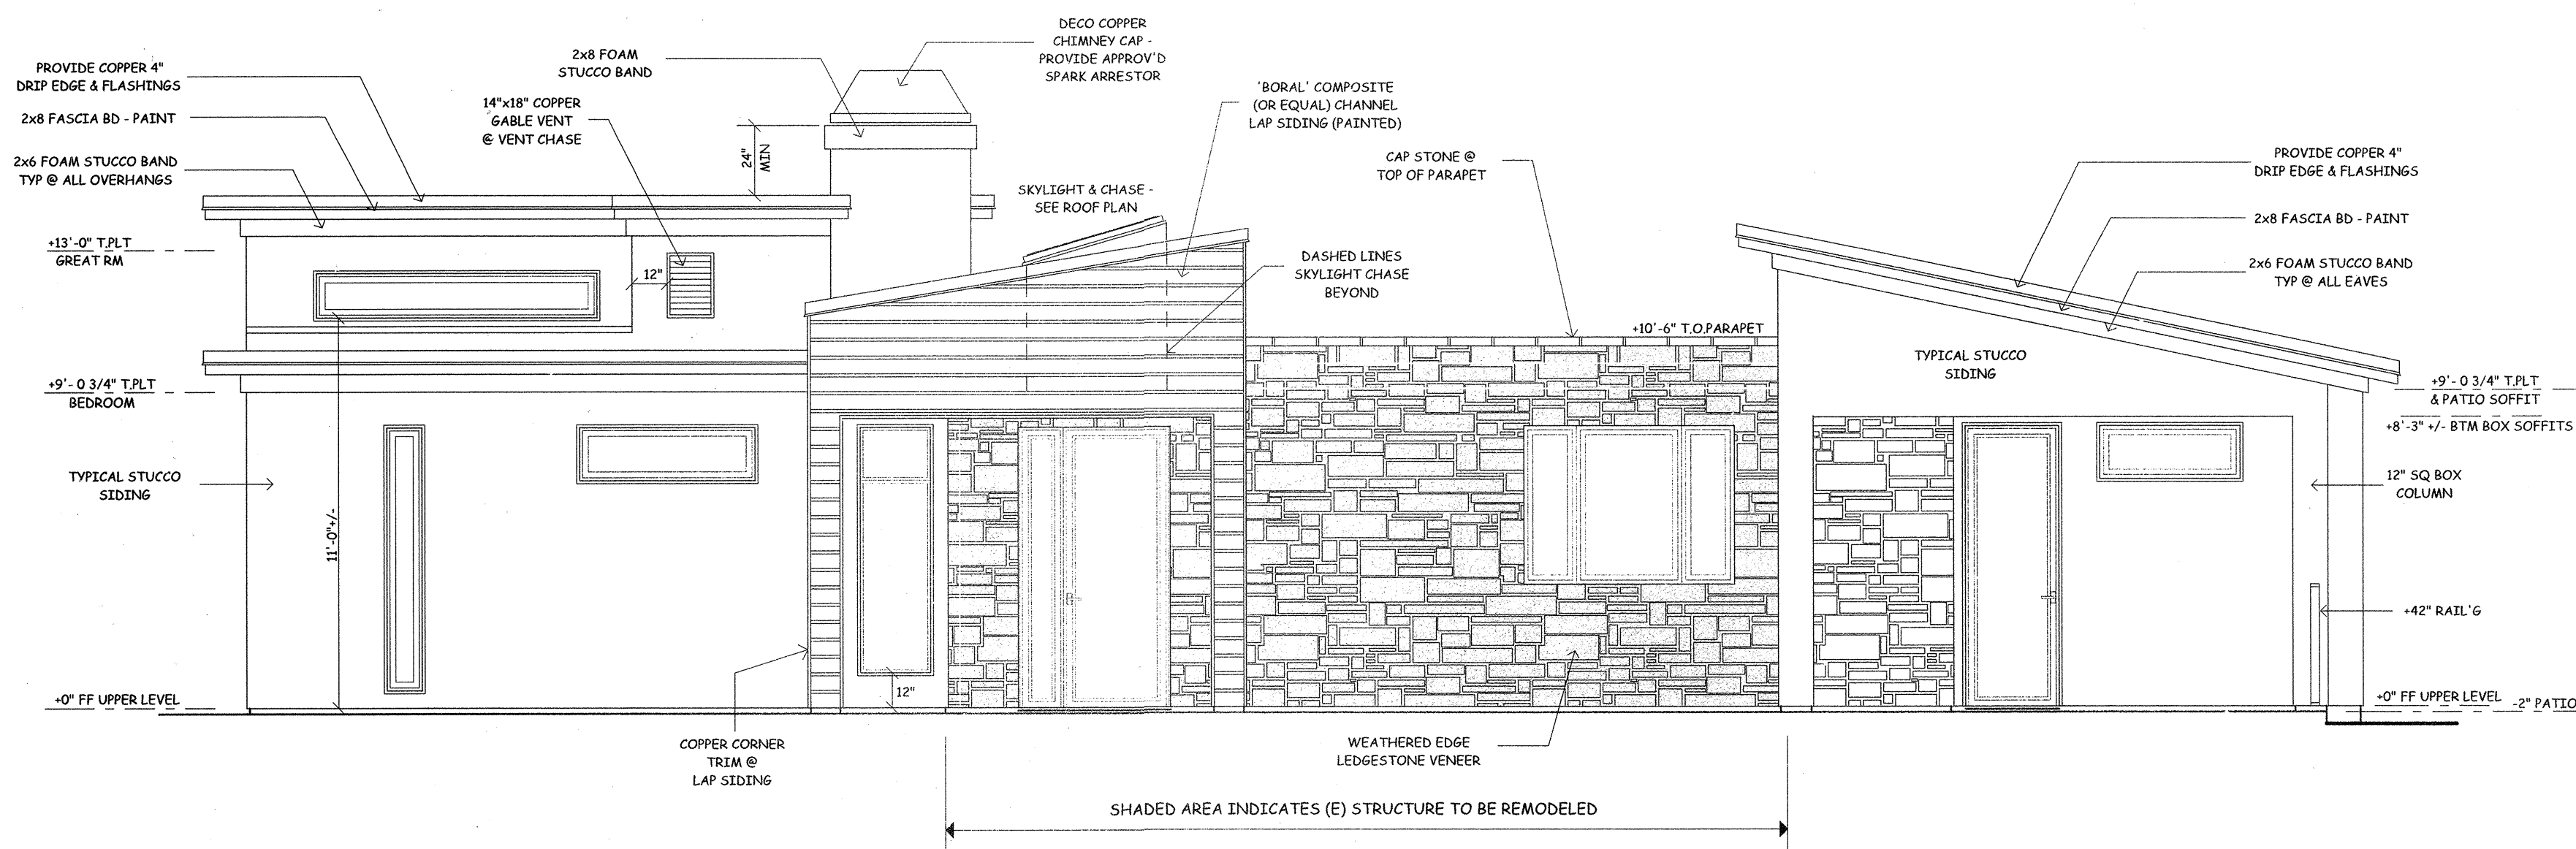 DECO COPPER
CHIMNEY CAP -
PROVIDE APPROV'D
SPARK ARRESTOR
2x8 FOAM
STUCCO BAND
PROVIDE COPPER 4"
DRIP EDGE & FLASHINGS
2x8 FASCIA BD - PAINT
2x6 FOAM STUCCO BAND
TYP @ ALL OVERHANGS
14"x18" COPPER
GABLE VENT
@ VENT CHASE
24"
MIN
'BORAL' COMPOSITE
(OR EQUAL) CHANNEL
LAP SIDING (PAINTED)
CAP STONE @
TOP OF PARAPET
SKYLIGHT & CHASE -
SEE ROOF PLAN
PROVIDE COPPER 4"
DRIP EDGE & FLASHINGS
2x8 FASCIA BD - PAINT
2x6 FOAM STUCCO BAND
TYP @ ALL EAVES
+13'-0" T.PLT
GREAT RM
12"
DASHED LINES
SKYLIGHT CHASE
BEYOND
+10'-6" T.O.PARAPET
TYPICAL STUCCO
SIDING
+9'- 0 3/4" T.PLT
BEDROOM
+9'- 0 3/4" T.PLT
& PATIO SOFFIT
+8'-3" +/- BTM BOX SOFFITS
TYPICAL STUCCO
SIDING
11'-0"+/-
12" SQ BOX
COLUMN
+42" RAIL'G
12"
+0" FF UPPER LEVEL
+0" FF UPPER LEVEL
-2" PATIO
COPPER CORNER
TRIM @
LAP SIDING
WEATHERED EDGE
LEDGESTONE VENEER
SHADED AREA INDICATES (E) STRUCTURE TO BE REMODELED